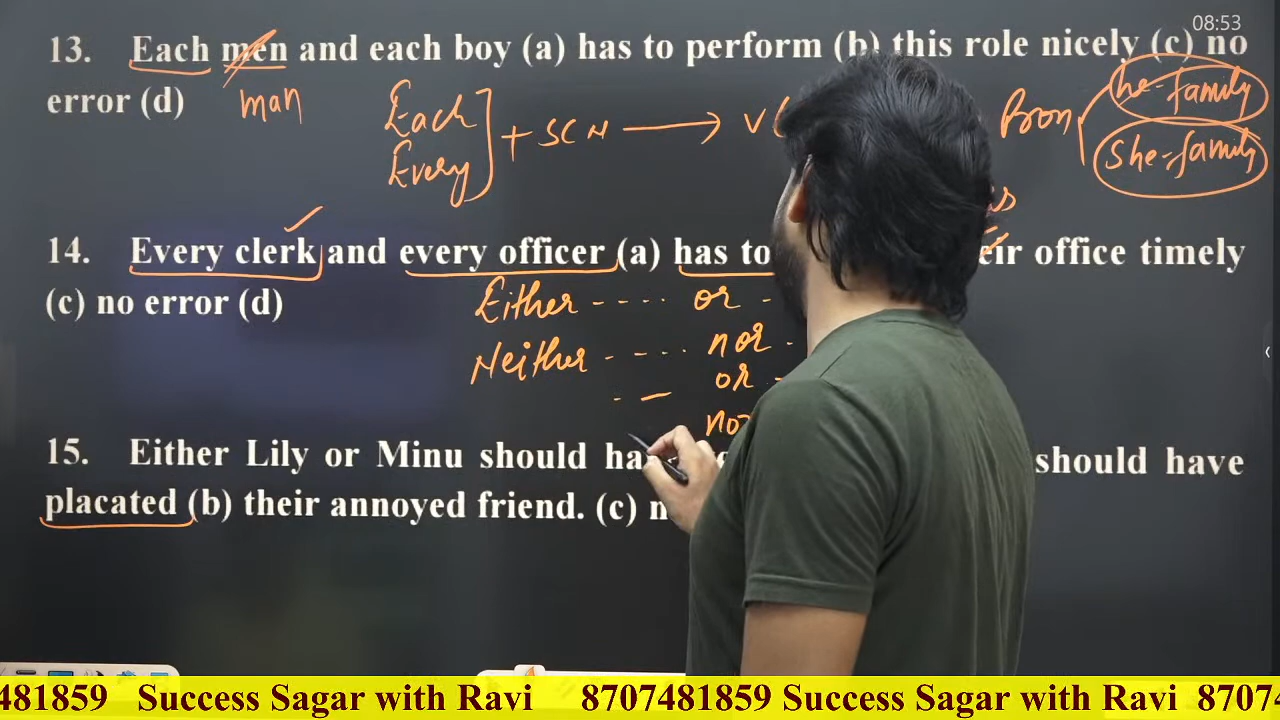 08:53
13. Each men and each boy (a) has to perform (b) this role nicely (c) no
error (d)
man
Each
Every
+ SCN → V
Pron
he-family
she-family
is
14. Every clerk and every officer (a) has to eir office timely
(c) no error (d)
Either ---- or -
Neither ---- nor -
-- or -
no
15. Either Lily or Minu should ha should have
placated (b) their annoyed friend. (c) n
481859 Success Sagar with Ravi 8707481859 Success Sagar with Ravi 8707